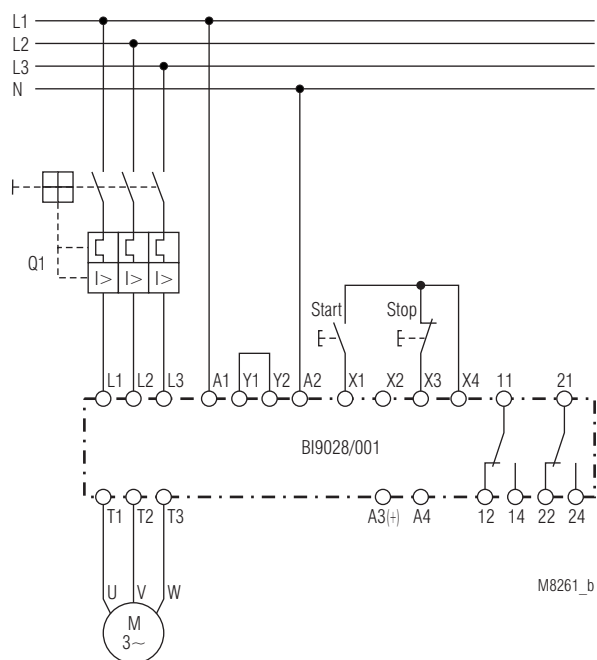 L1
L2
L3
N
Q1
I> I> I>
Start Stop
L1 L2 L3 A1 Y1 Y2 A2 X1 X2 X3 X4 11 21
BI9028/001
T1 T2 T3 A3(+) A4 12 14 22 24
M8261_b
U V W
M
3~